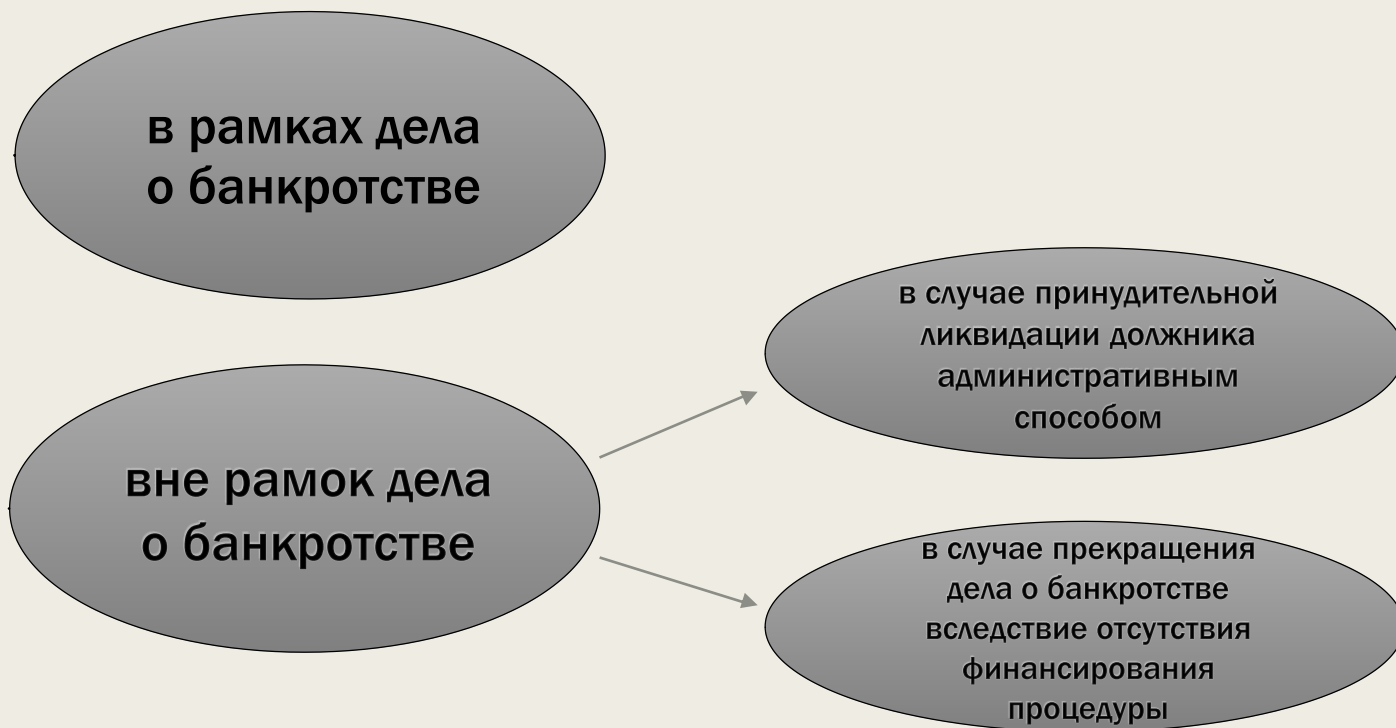 в рамках дела
о банкротстве
вне рамок дела
о банкротстве
в случае принудительной
ликвидации должника
административным
способом
в случае прекращения
дела о банкротстве
вследствие отсутствия
финансирования
процедуры